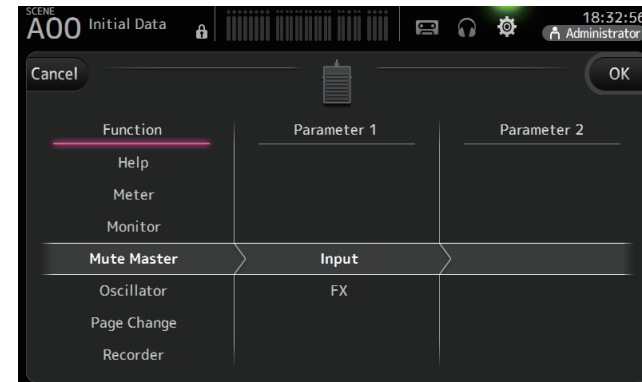 SCENE
A00 Initial Data
18:32:56
Administrator
Cancel
OK
Function
Parameter 1
Parameter 2
Help
Meter
Monitor
Mute Master
Input
Oscillator
FX
Page Change
Recorder